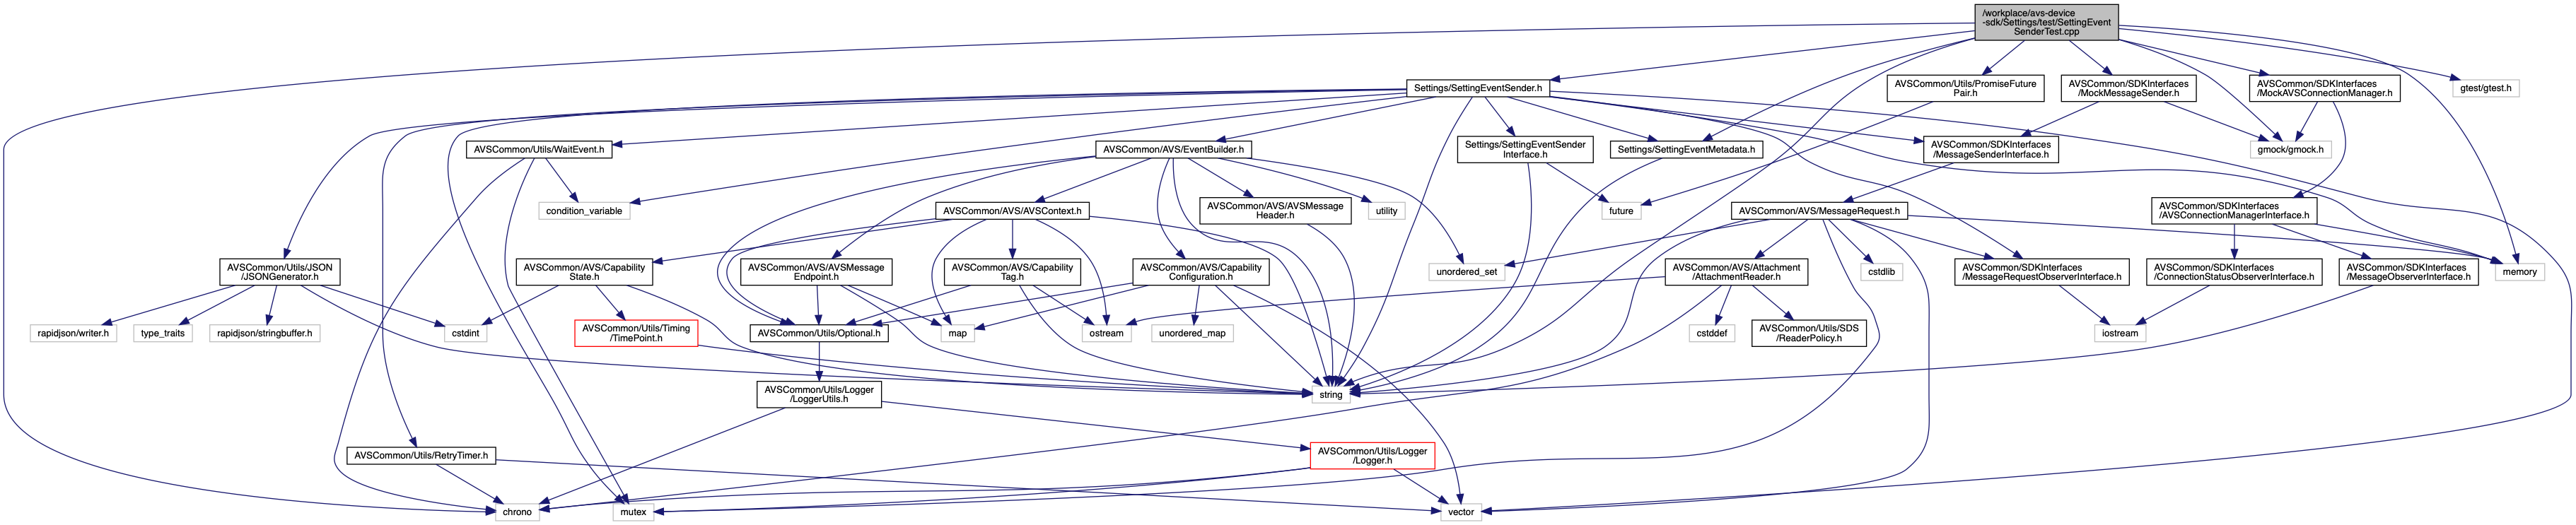 /workplace/avs-device
-sdk/Settings/test/SettingEvent
SenderTest.cpp
Settings/SettingEventSender.h
AVSCommon/Utils/PromiseFuture
Pair.h
AVSCommon/SDKInterfaces
/MockMessageSender.h
AVSCommon/SDKInterfaces
/MockAVSConnectionManager.h
gtest/gtest.h
AVSCommon/Utils/WaitEvent.h
AVSCommon/AVS/EventBuilder.h
Settings/SettingEventSender
Interface.h
Settings/SettingEventMetadata.h
AVSCommon/SDKInterfaces
/MessageSenderInterface.h
gmock/gmock.h
condition_variable
AVSCommon/AVS/AVSContext.h
AVSCommon/AVS/AVSMessage
Header.h
utility
future
AVSCommon/AVS/MessageRequest.h
AVSCommon/SDKInterfaces
/AVSConnectionManagerInterface.h
AVSCommon/Utils/JSON
/JSONGenerator.h
AVSCommon/AVS/Capability
State.h
AVSCommon/AVS/AVSMessage
Endpoint.h
AVSCommon/AVS/Capability
Tag.h
AVSCommon/AVS/Capability
Configuration.h
unordered_set
AVSCommon/AVS/Attachment
/AttachmentReader.h
cstdlib
AVSCommon/SDKInterfaces
/MessageRequestObserverInterface.h
AVSCommon/SDKInterfaces
/ConnectionStatusObserverInterface.h
AVSCommon/SDKInterfaces
/MessageObserverInterface.h
memory
rapidjson/writer.h
type_traits
rapidjson/stringbuffer.h
cstdint
AVSCommon/Utils/Timing
/TimePoint.h
AVSCommon/Utils/Optional.h
map
ostream
unordered_map
cstddef
AVSCommon/Utils/SDS
/ReaderPolicy.h
iostream
AVSCommon/Utils/Logger
/LoggerUtils.h
string
AVSCommon/Utils/RetryTimer.h
AVSCommon/Utils/Logger
/Logger.h
chrono
mutex
vector